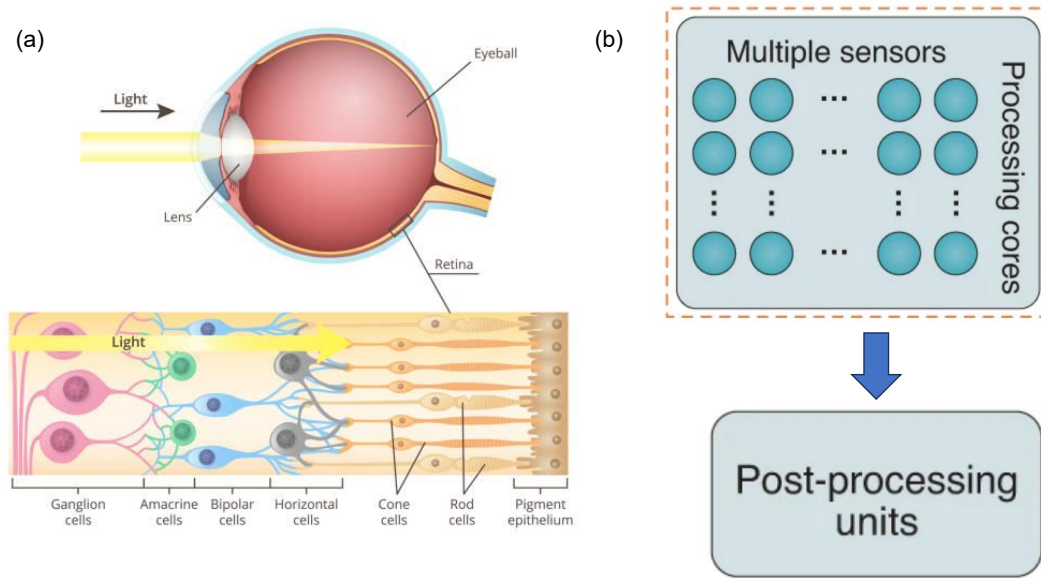 (a)
Eyeball
Light
Lens
Retina
Light
Ganglion
cells
Amacrine
cells
Bipolar
cells
Horizontal
cells
Cone
cells
Rod
cells
Pigment
epithelium
(b)
Multiple sensors
Processing cores
Post-processing
units